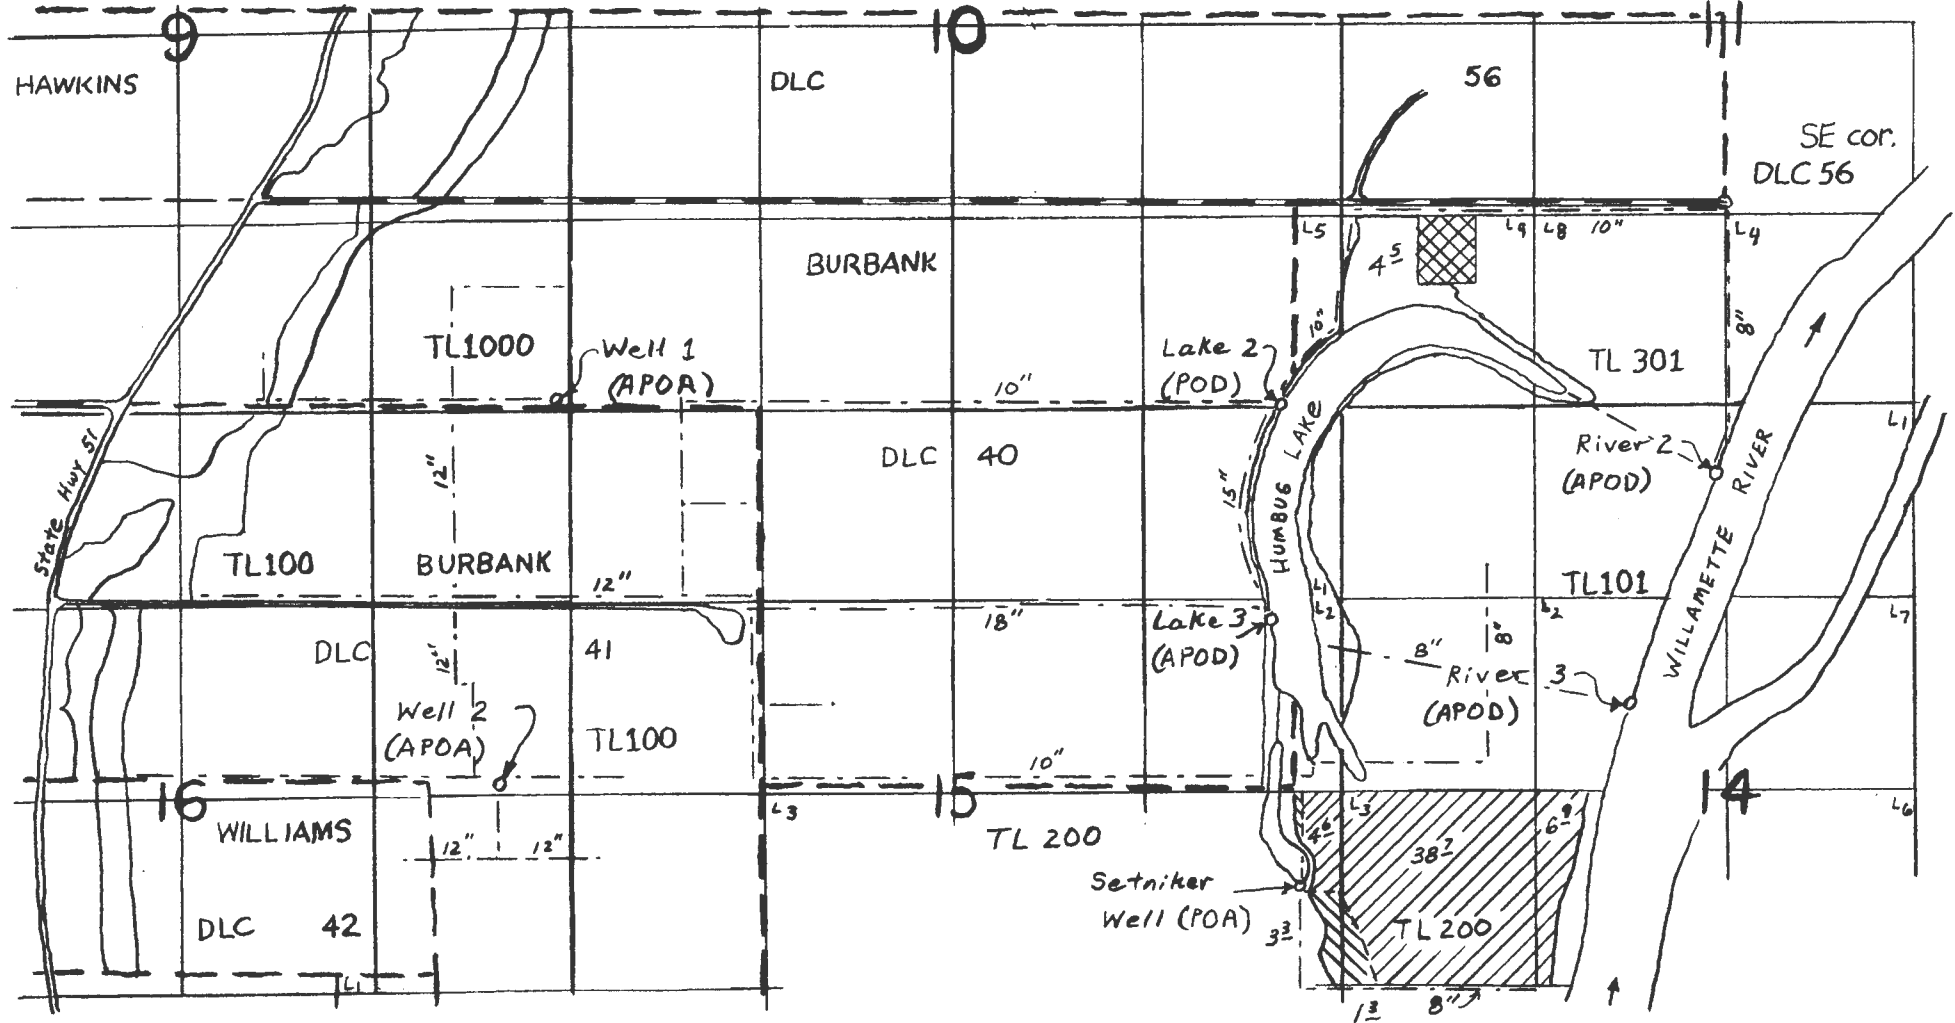 9
10
11
HAWKINS
DLC
56
SE cor.
DLC 56
L5
4 5
L9
L8
10"
L4
BURBANK
TL1000
Well 1
(APOA)
Lake 2
(POD)
10"
8"
TL 301
10"
State Hwy 51
12"
DLC 40
15"
HUMBUG LAKE
River 2
(APOD)
L1
WILLAMETTE RIVER
TL100
BURBANK
12"
18"
L1
L2
TL101
L2
L7
DLC 41
12"
Lake 3
(APOD)
8"
8"
River 3
(APOD)
Well 2
(APOA)
TL100
10"
16
15
14
L3
L3
L6
WILLIAMS
12"
12"
TL 200
4 6
38 7
6 9
Setniker
Well (POA)
3 3
TL 200
DLC 42
L1
1 3
8"